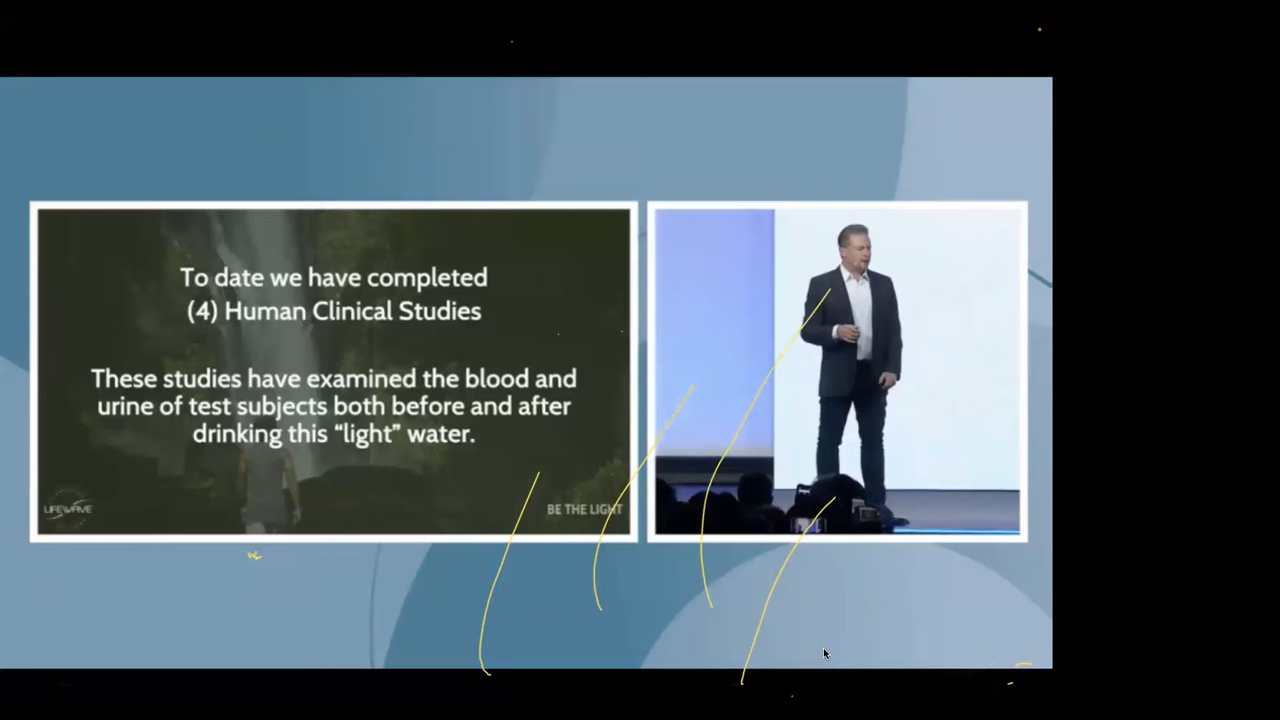 To date we have completed
(4) Human Clinical Studies
These studies have examined the blood and
urine of test subjects both before and after
drinking this “light” water.
LIFEWAVE
BE THE LIGHT